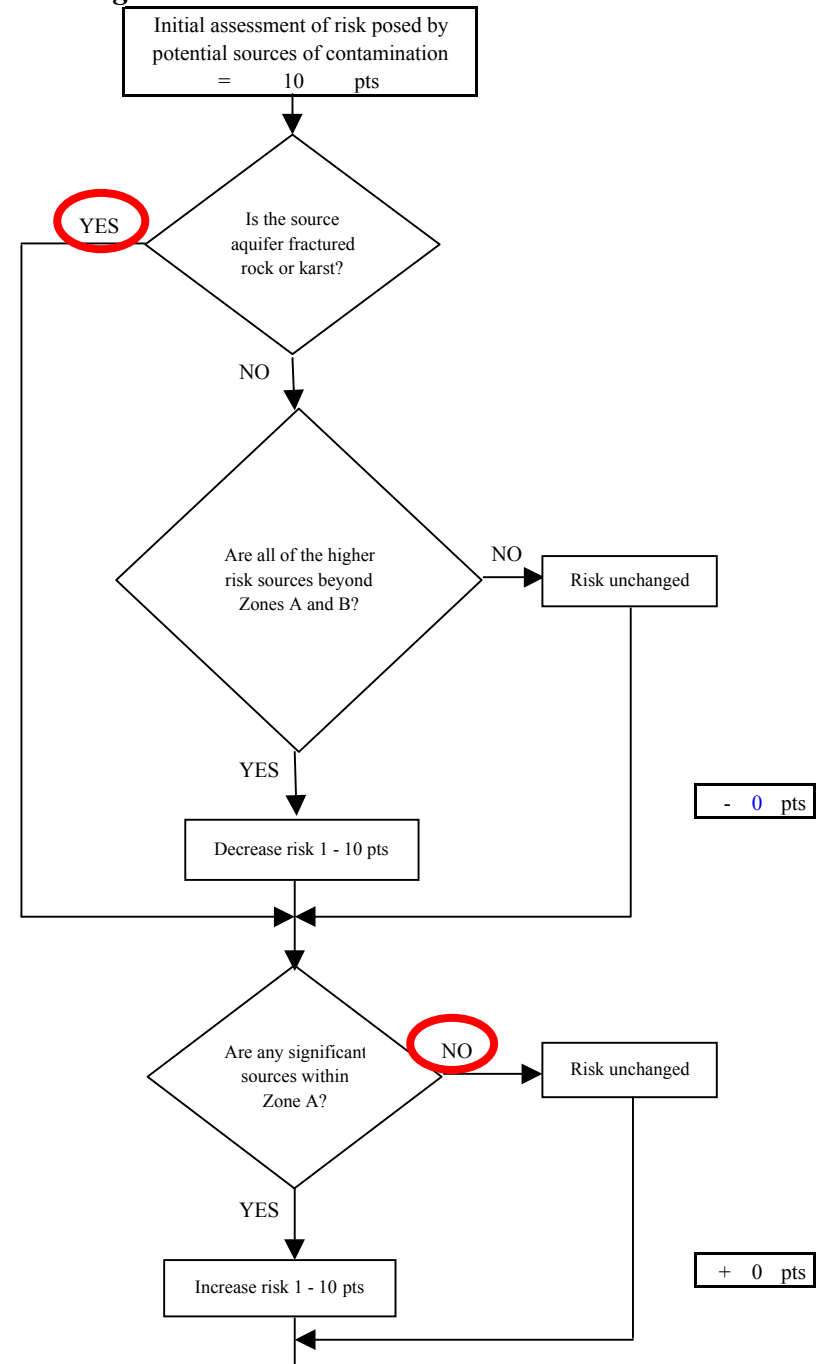 Initial assessment of risk posed by
potential sources of contamination
= 10 pts
YES
Is the source
aquifer fractured
rock or karst?
NO
Are all of the higher
risk sources beyond
Zones A and B?
NO
Risk unchanged
YES
- 0 pts
Decrease risk 1 - 10 pts
Are any significant
sources within
Zone A?
NO
Risk unchanged
YES
+ 0 pts
Increase risk 1 - 10 pts